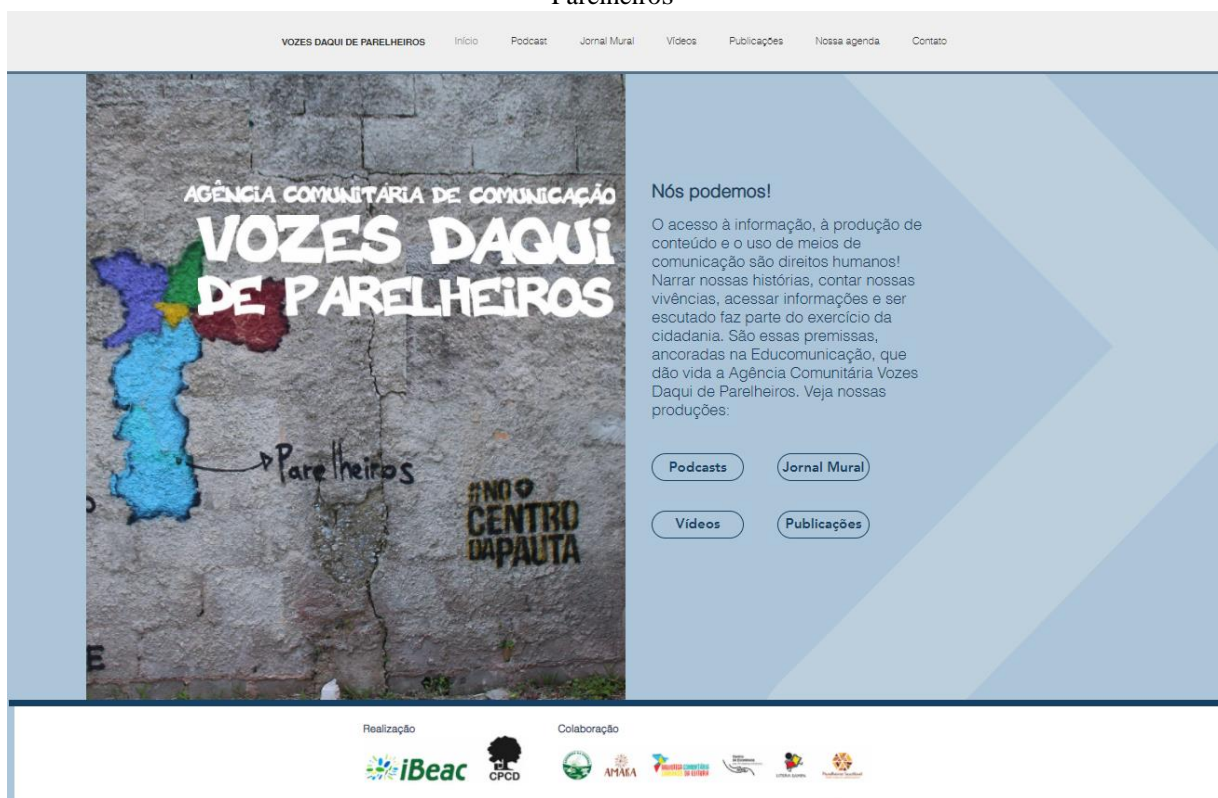 Parelheiros
VOZES DAQUI DE PARELHEIROS Início Podcast Jornal Mural Vídeos Publicações Nossa agenda Contato
AGÊNCIA COMUNITÁRIA DE COMUNICAÇÃO
VOZES DAQUI
DE PARELHEIROS
Parelheiros
#NO
CENTRO
DAPAUTA
E
Nós podemos!
O acesso à informação, à produção de
conteúdo e o uso de meios de
comunicação são direitos humanos!
Narrar nossas histórias, contar nossas
vivências, acessar informações e ser
escutado faz parte do exercício da
cidadania. São essas premissas,
ancoradas na Educomunicação, que
dão vida a Agência Comunitária Vozes
Daqui de Parelheiros. Veja nossas
produções:
Podcasts Jornal Mural
Vídeos Publicações
Realização Colaboração
iBeac CPCD AMARA